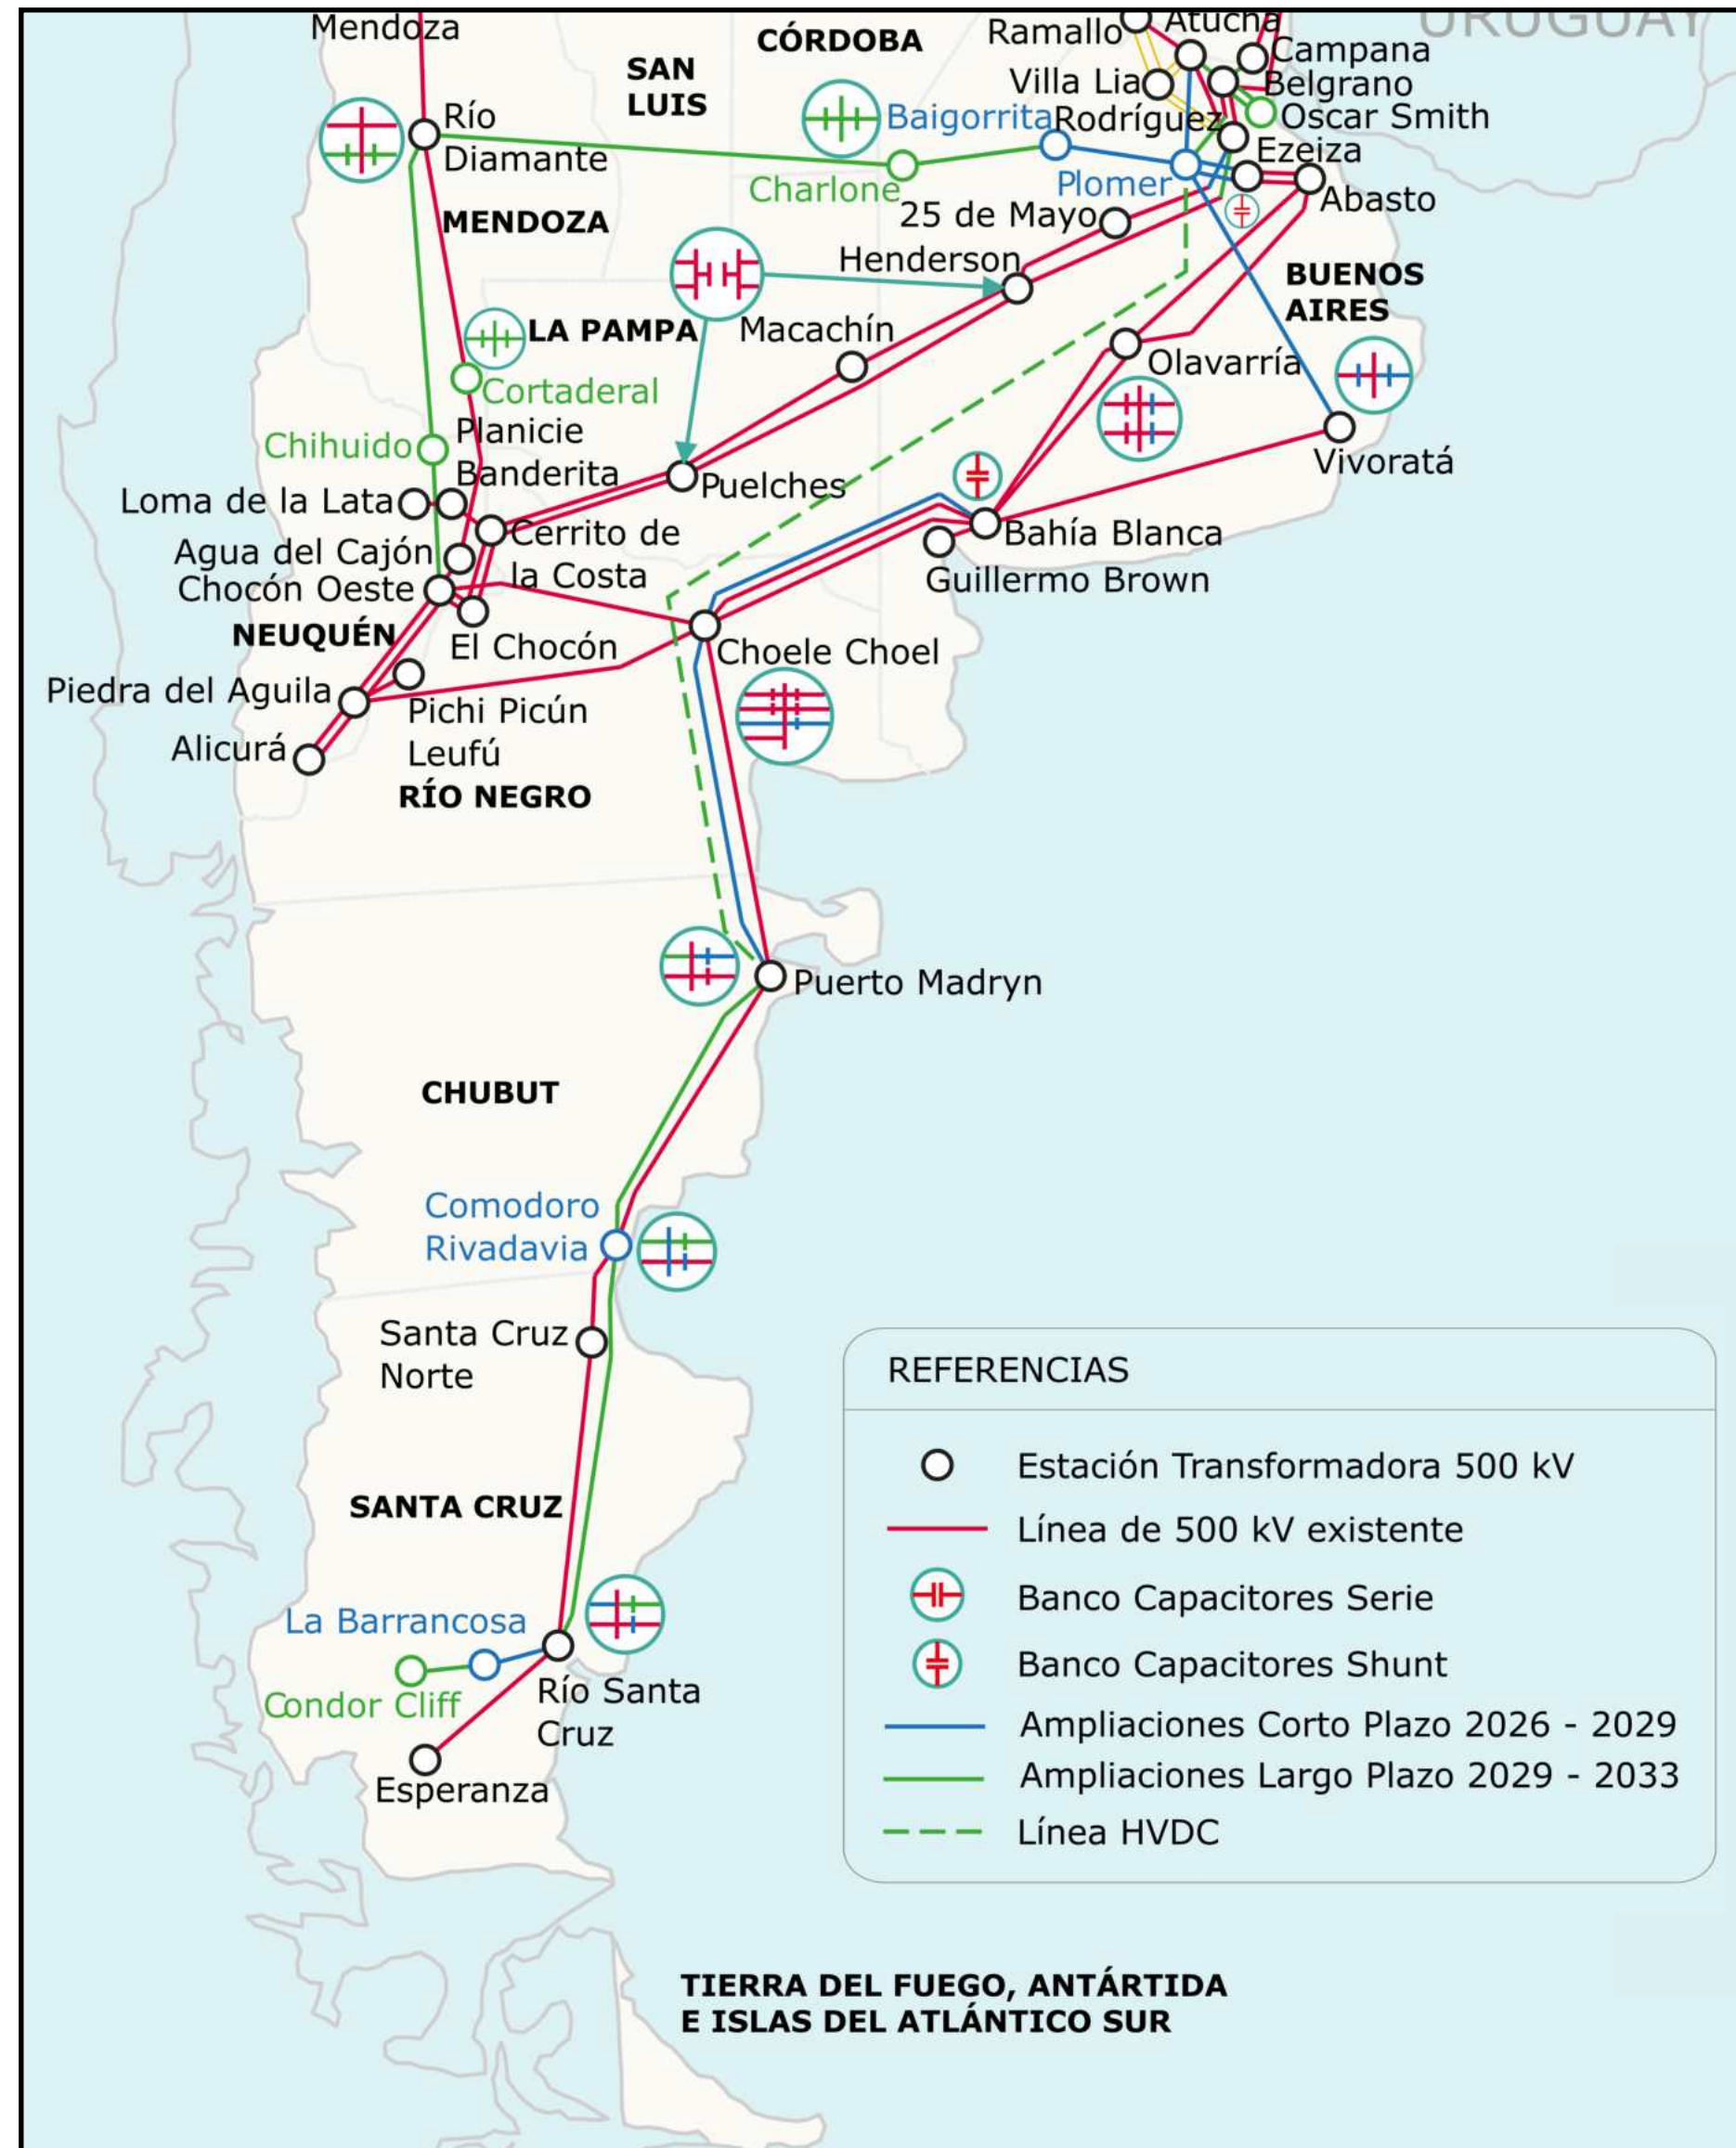 URUGUAY
Mendoza
CÓRDOBA
Ramallo
Atucha
SAN
LUIS
Campana
Villa Lia
Belgrano
Río
Diamante
Baigorrita
Rodríguez
Oscar Smith
Ezeiza
Charlone
Plomer
Abasto
MENDOZA
25 de Mayo
Henderson
BUENOS
AIRES
LA PAMPA
Macachín
Olavarría
Cortaderal
Chihuido
Planicie
Banderita
Vivoratá
Loma de la Lata
Puelches
Cerrito de
la Costa
Bahía Blanca
Agua del Cajón
Chocón Oeste
Guillermo Brown
NEUQUÉN
El Chocón
Choele Choel
Piedra del Aguila
Pichi Picún
Leufú
Alicurá
RÍO NEGRO
Puerto Madryn
CHUBUT
Comodoro
Rivadavia
Santa Cruz
Norte
SANTA CRUZ
La Barrancosa
Condor Cliff
Río Santa
Cruz
Esperanza
REFERENCIAS
Estación Transformadora 500 kV
Línea de 500 kV existente
Banco Capacitores Serie
Banco Capacitores Shunt
Ampliaciones Corto Plazo 2026 - 2029
Ampliaciones Largo Plazo 2029 - 2033
Línea HVDC
TIERRA DEL FUEGO, ANTÁRTIDA
E ISLAS DEL ATLÁNTICO SUR